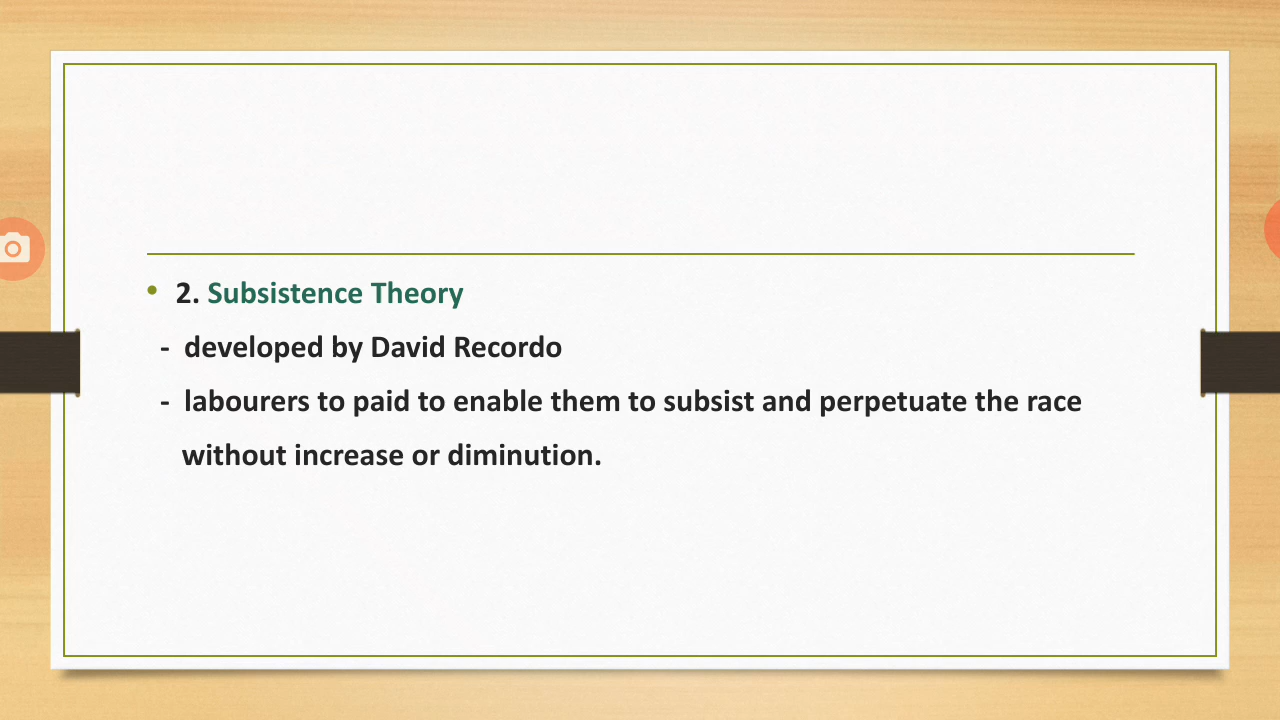 • 2. Subsistence Theory
- developed by David Recordo
- labourers to paid to enable them to subsist and perpetuate the race
without increase or diminution.